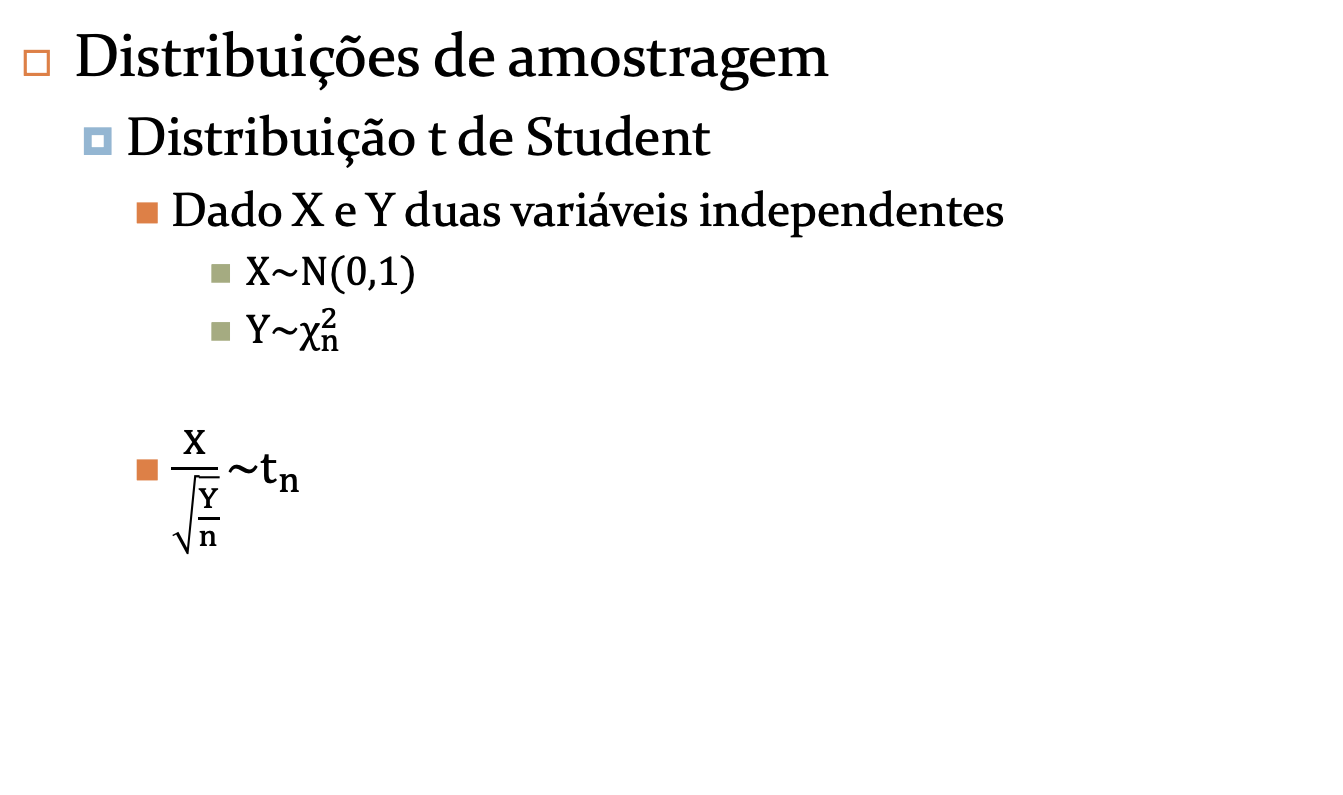 Distribuições de amostragem
Distribuição t de Student
Dado X e Y duas variáveis independentes
X~N(0,1)
Y~χ²ₙ
X/√(Y/n) ~tₙ